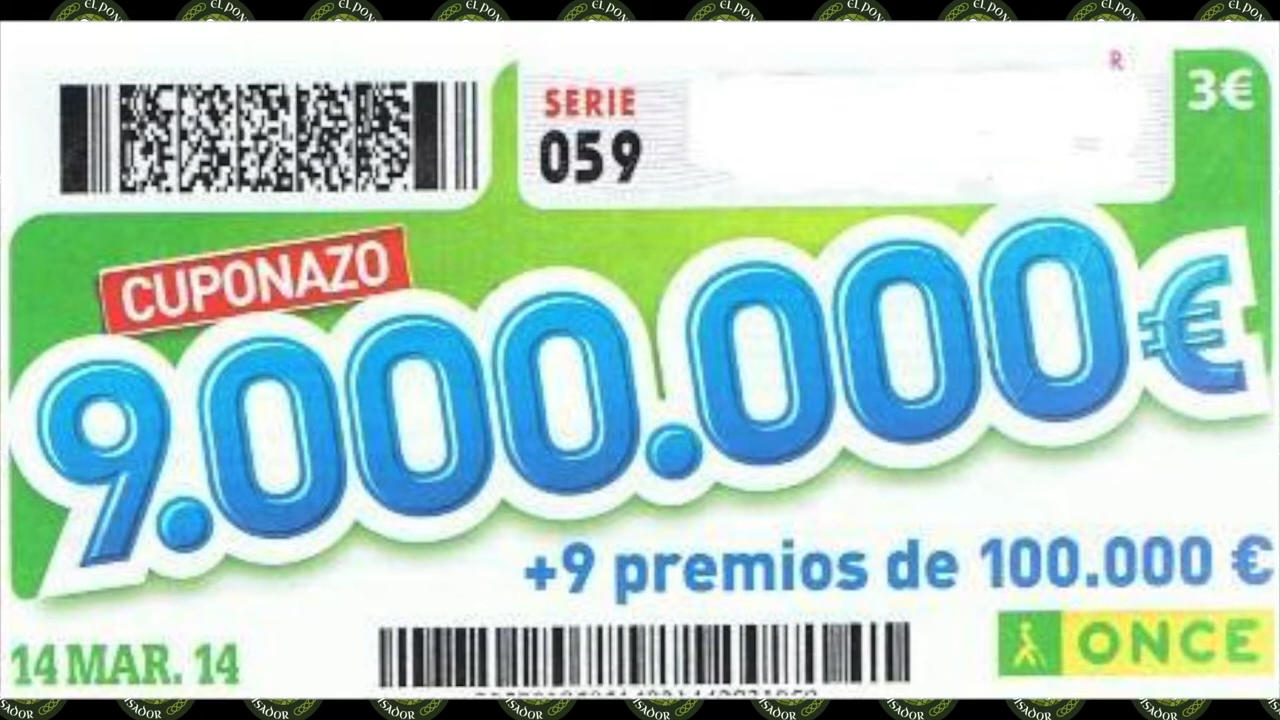 R
3€
SERIE
059
CUPONAZO
9.000.000€
+9 premios de 100.000 €
14 MAR. 14
ONCE